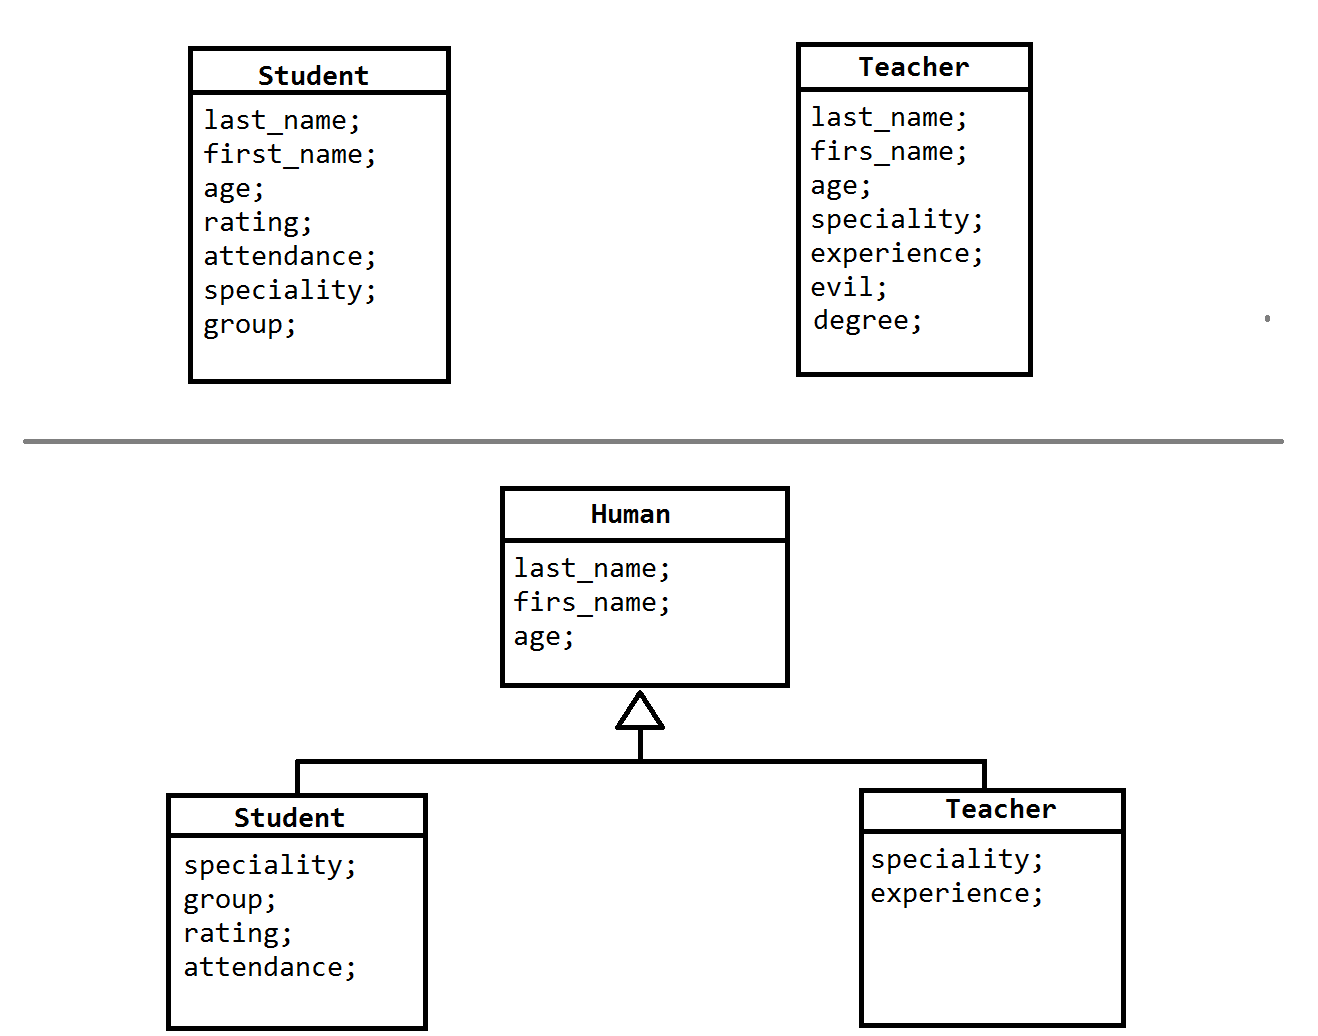 Student
last_name;
first_name;
age;
rating;
attendance;
speciality;
group;
Teacher
last_name;
firs_name;
age;
speciality;
experience;
evil;
degree;
Human
last_name;
firs_name;
age;
Student
speciality;
group;
rating;
attendance;
Teacher
speciality;
experience;